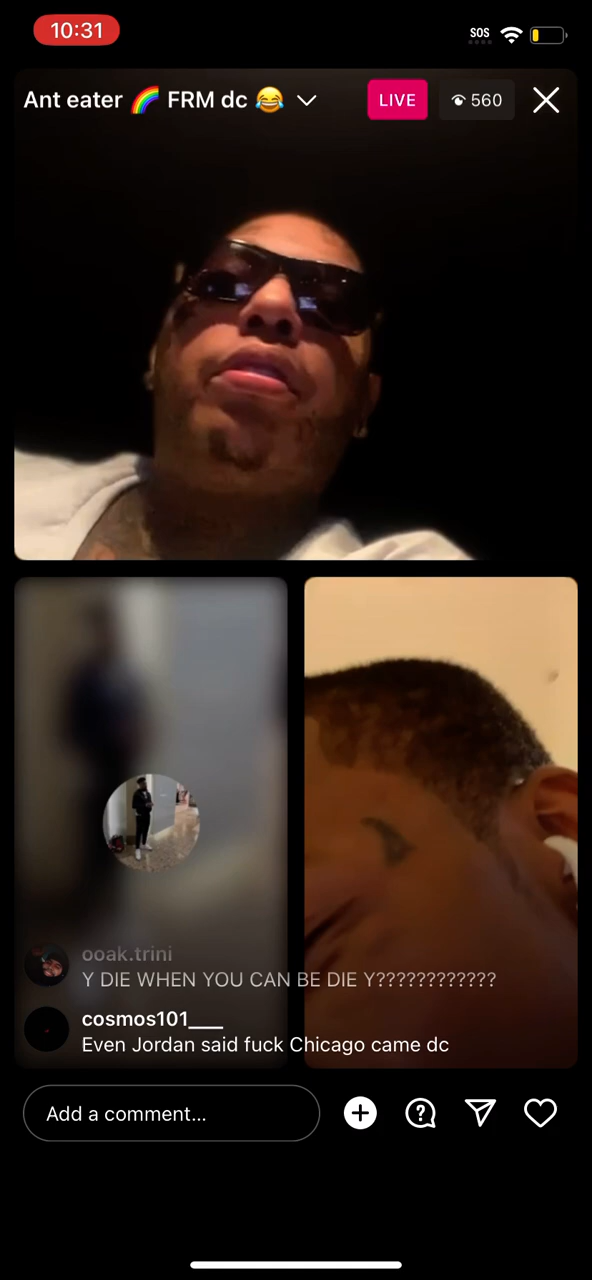 10:31
SOS
Ant eater 🌈 FRM dc 😂
LIVE
560
ooak.trini
Y DIE WHEN YOU CAN BE DIE Y????????????
cosmos101___
Even Jordan said fuck Chicago came dc
Add a comment...